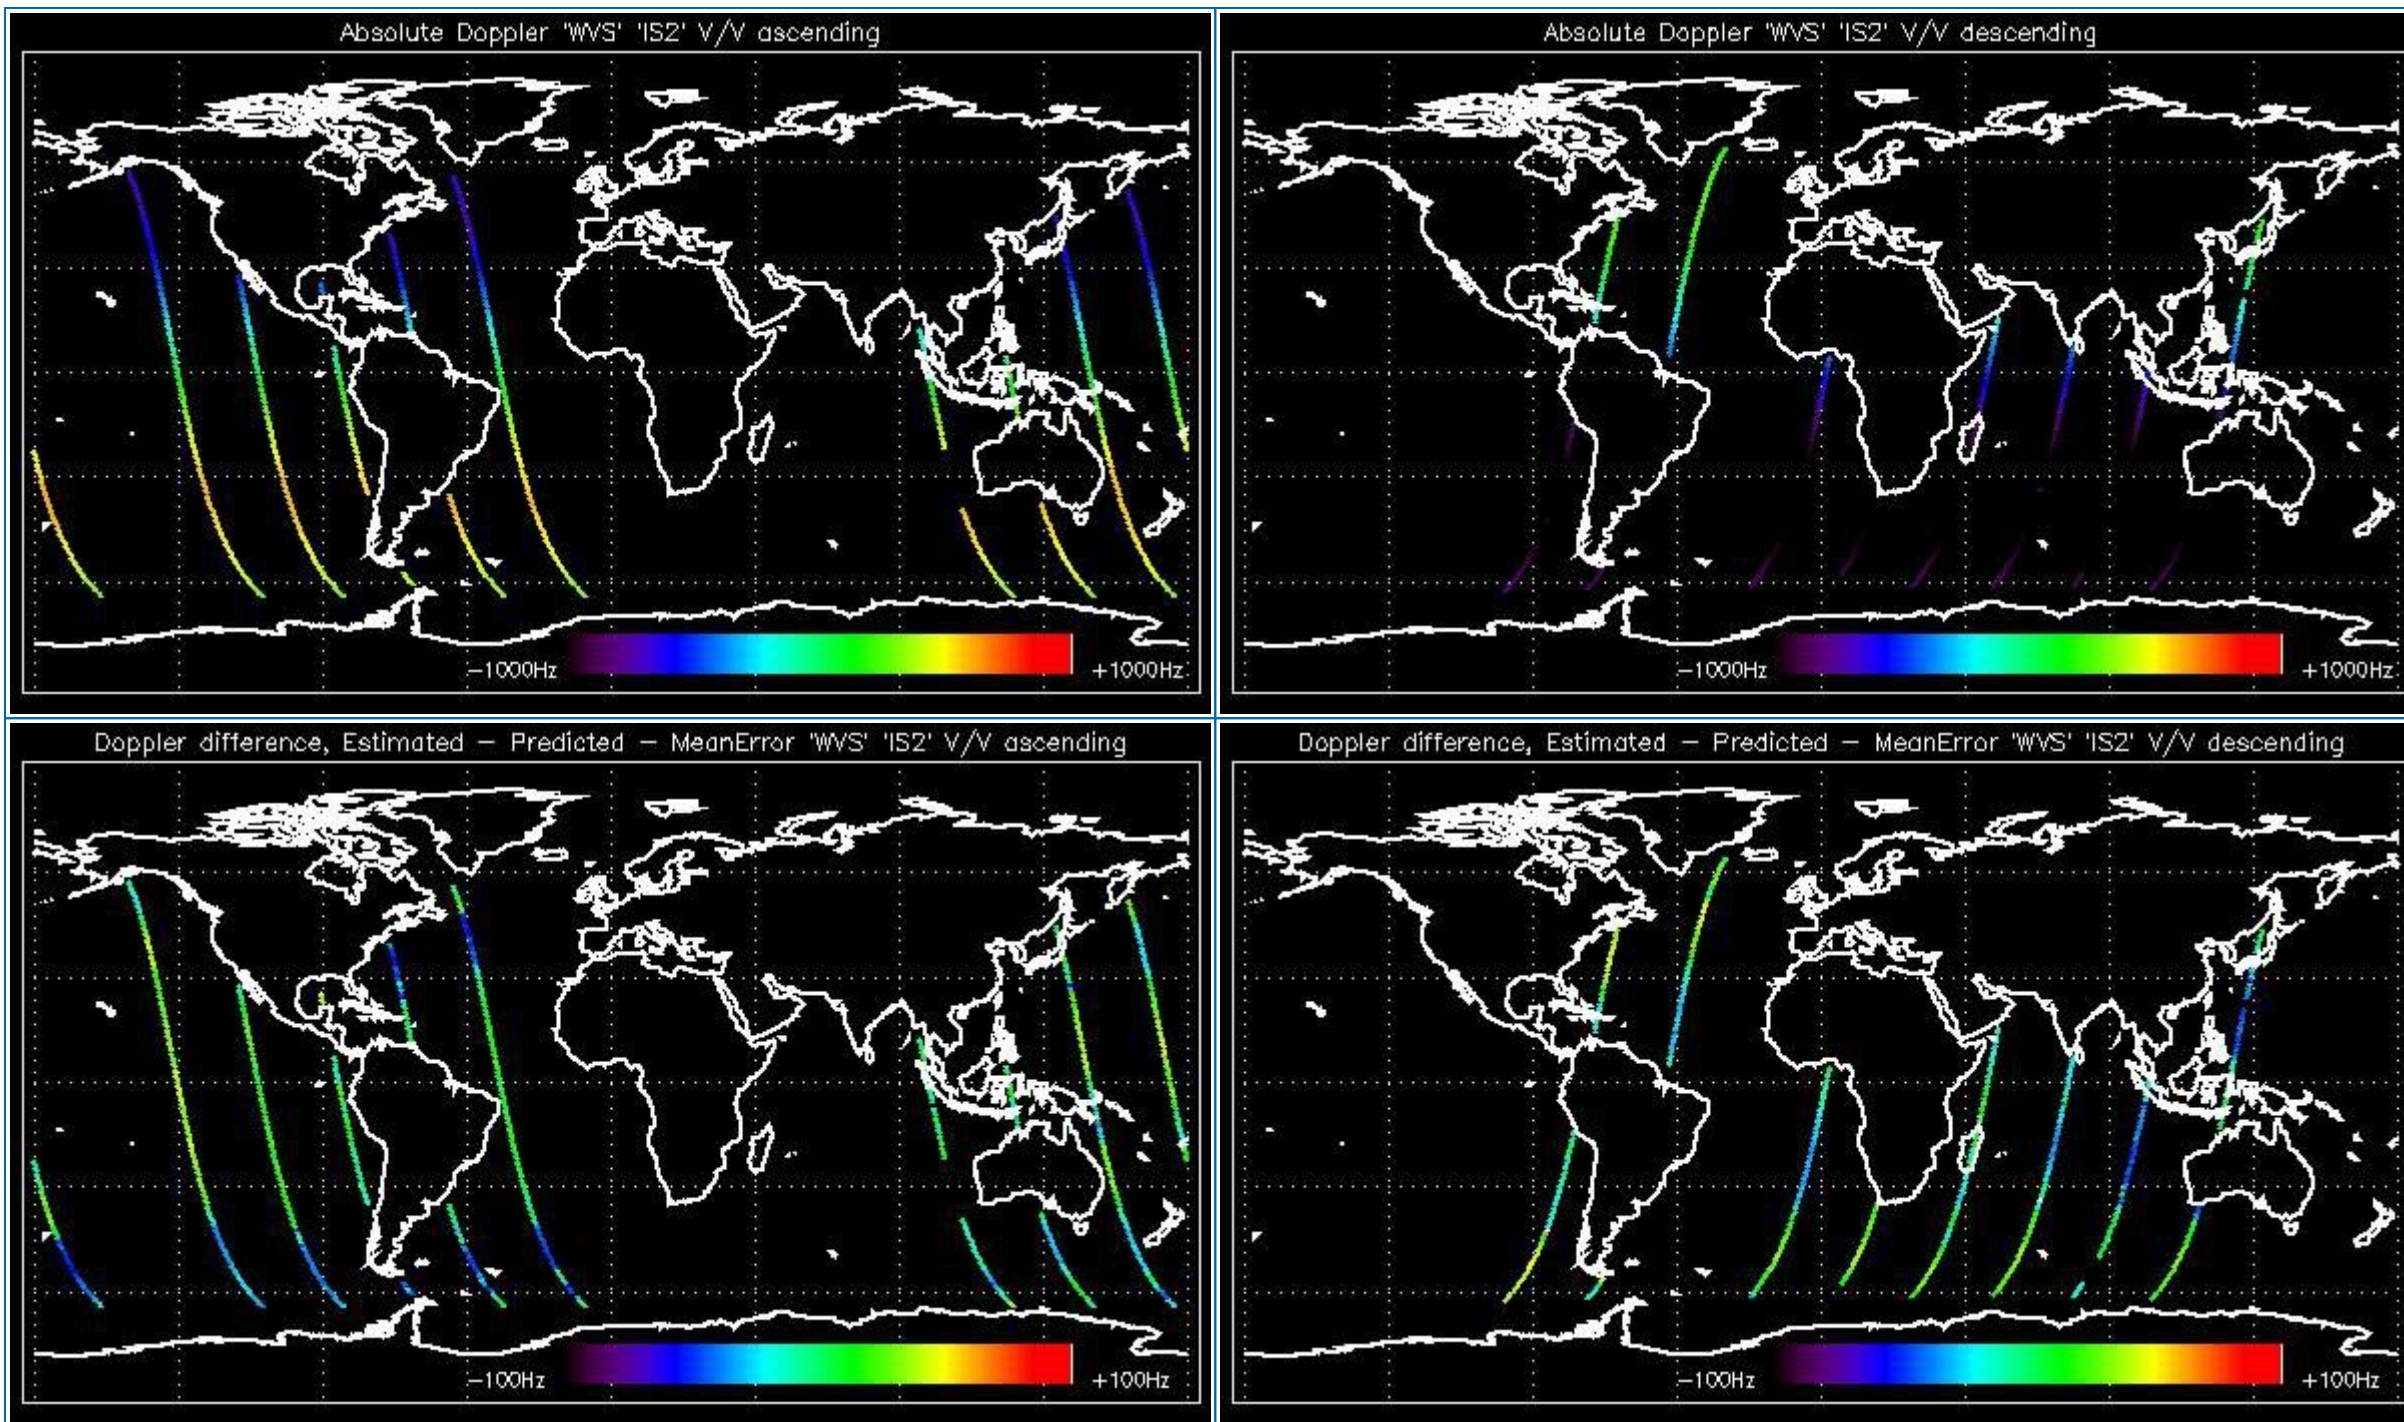 Absolute Doppler 'WVS' 'IS2' V/V ascending
-1000Hz
+1000Hz
Absolute Doppler 'WVS' 'IS2' V/V descending
-1000Hz
+1000Hz
Doppler difference, Estimated - Predicted - MeanError 'WVS' 'IS2' V/V ascending
-100Hz
+100Hz
Doppler difference, Estimated - Predicted - MeanError 'WVS' 'IS2' V/V descending
-100Hz
+100Hz